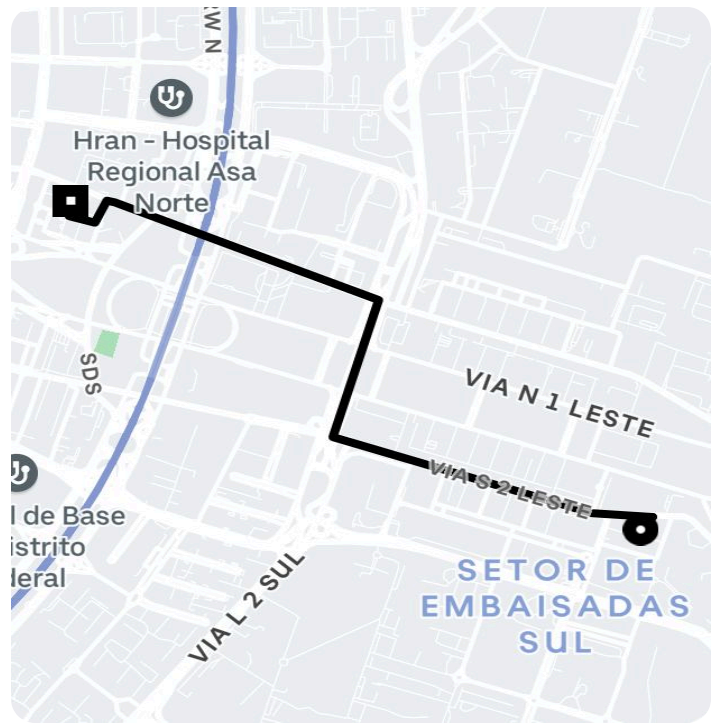 W N
Hran - Hospital
Regional Asa
Norte
SDS
VIA N 1 LESTE
VIA S 2 LESTE
l de Base
istrito
deral
VIA L 2 SUL
SETOR DE
EMBAISADAS
SUL